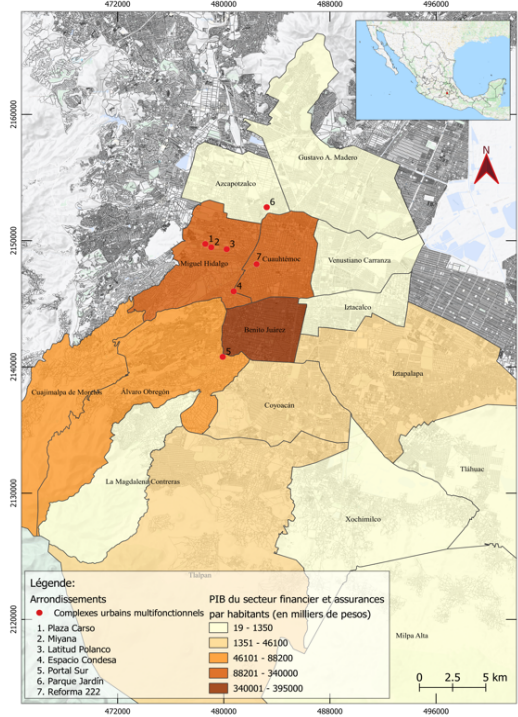 472000 480000 488000 496000
2160000
2150000
2140000
2130000
2120000
N
Gustavo A. Madero
Azcapotzalco
6
1 2 3
Miguel Hidalgo
7
Cuauhtémoc
Venustiano Carranza
4
Iztacalco
Benito Juárez
5
Iztapalapa
Cuajimalpa de Morelos
Álvaro Obregón
Coyoacán
La Magdalena Contreras
Tláhuac
Xochimilco
Tlalpan
Milpa Alta
Légende:
Arrondissements
Complexes urbains multifonctionnels
1. Plaza Carso
2. Miyana
3. Latitud Polanco
4. Espacio Condesa
5. Portal Sur
6. Parque Jardín
7. Reforma 222
PIB du secteur financier et assurances
par habitants (en milliers de pesos)
19 - 1350
1351 - 46100
46101 - 88200
88201 - 340000
340001 - 395000
0 2.5 5 km
472000 480000 488000 496000